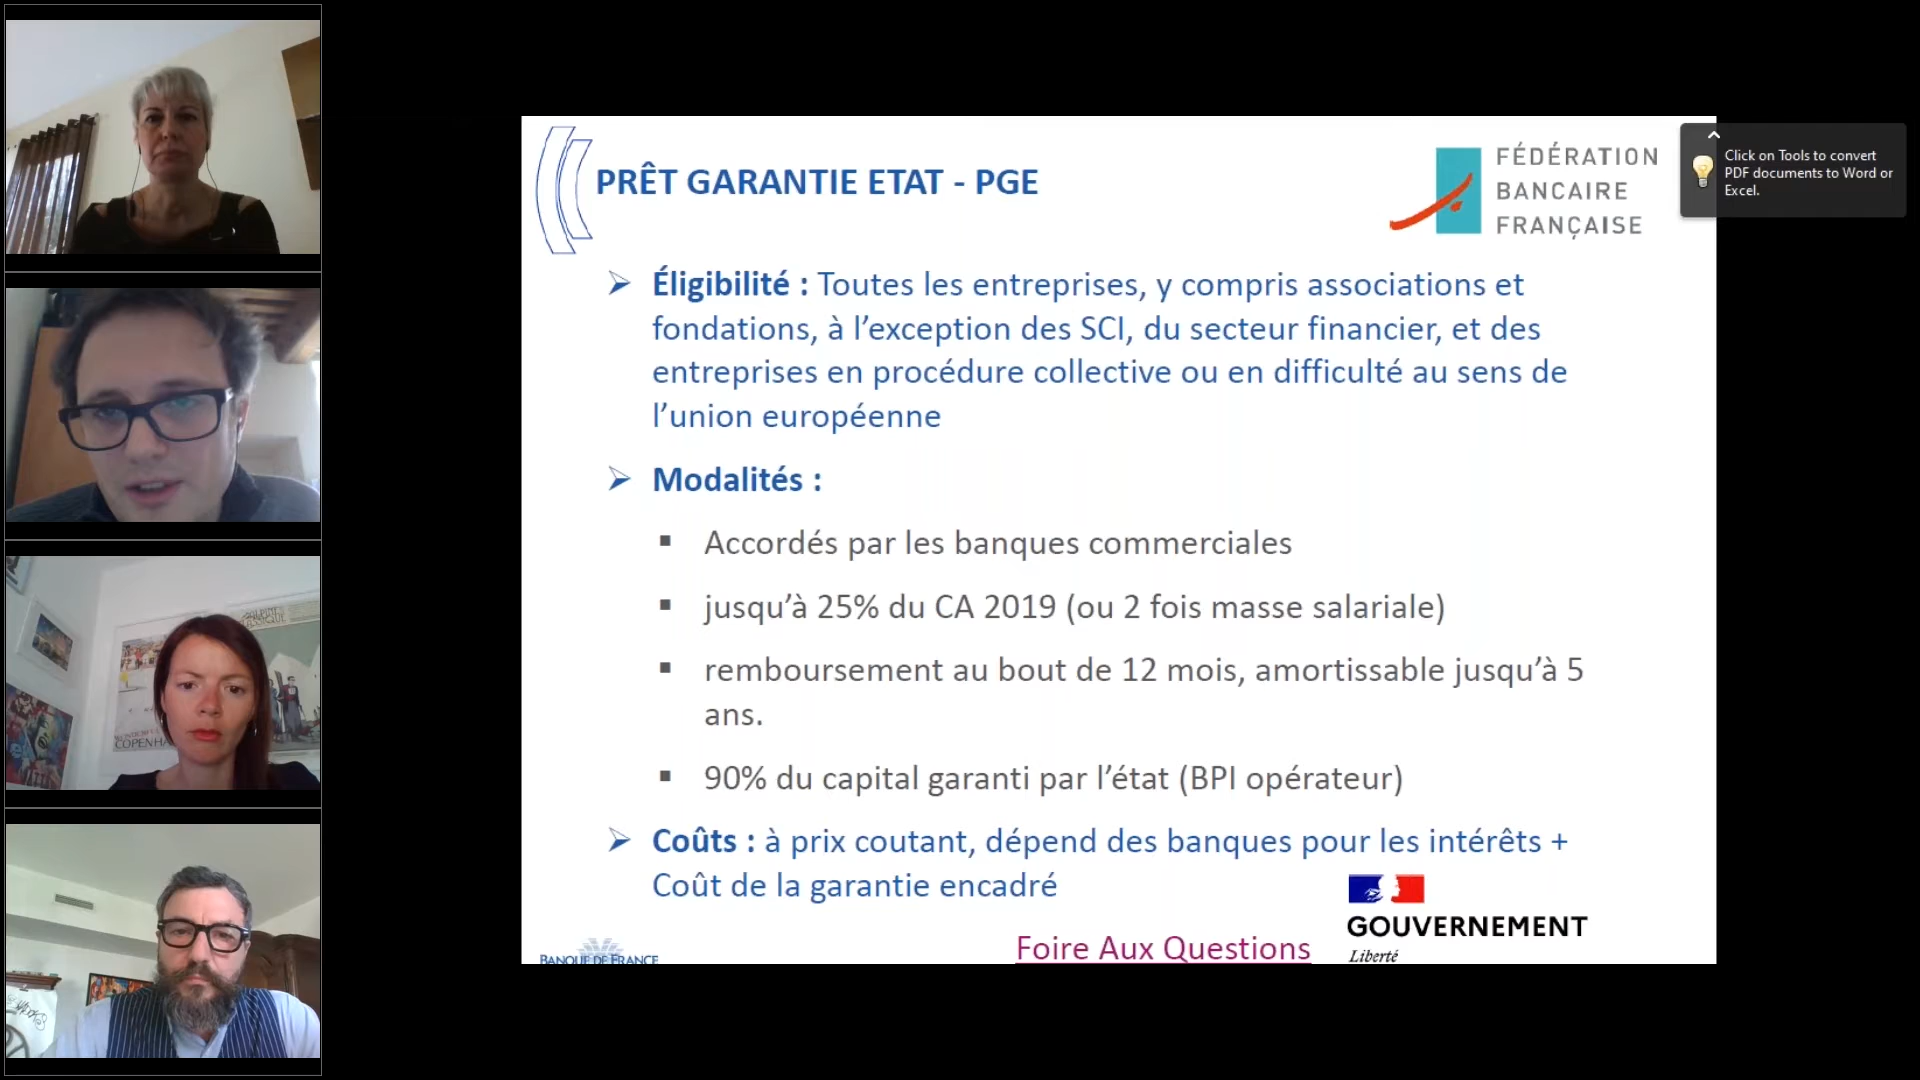 PRÊT GARANTIE ETAT - PGE
FÉDÉRATION
BANCAIRE
FRANÇAISE
Click on Tools to convert
PDF documents to Word or
Excel.
Éligibilité : Toutes les entreprises, y compris associations et
fondations, à l’exception des SCI, du secteur financier, et des
entreprises en procédure collective ou en difficulté au sens de
l’union européenne
Modalités :
Accordés par les banques commerciales
jusqu’à 25% du CA 2019 (ou 2 fois masse salariale)
remboursement au bout de 12 mois, amortissable jusqu’à 5
ans.
90% du capital garanti par l’état (BPI opérateur)
Coûts : à prix coutant, dépend des banques pour les intérêts +
Coût de la garantie encadré
GOUVERNEMENT
Liberté
Foire Aux Questions
BANQUE DE FRANCE